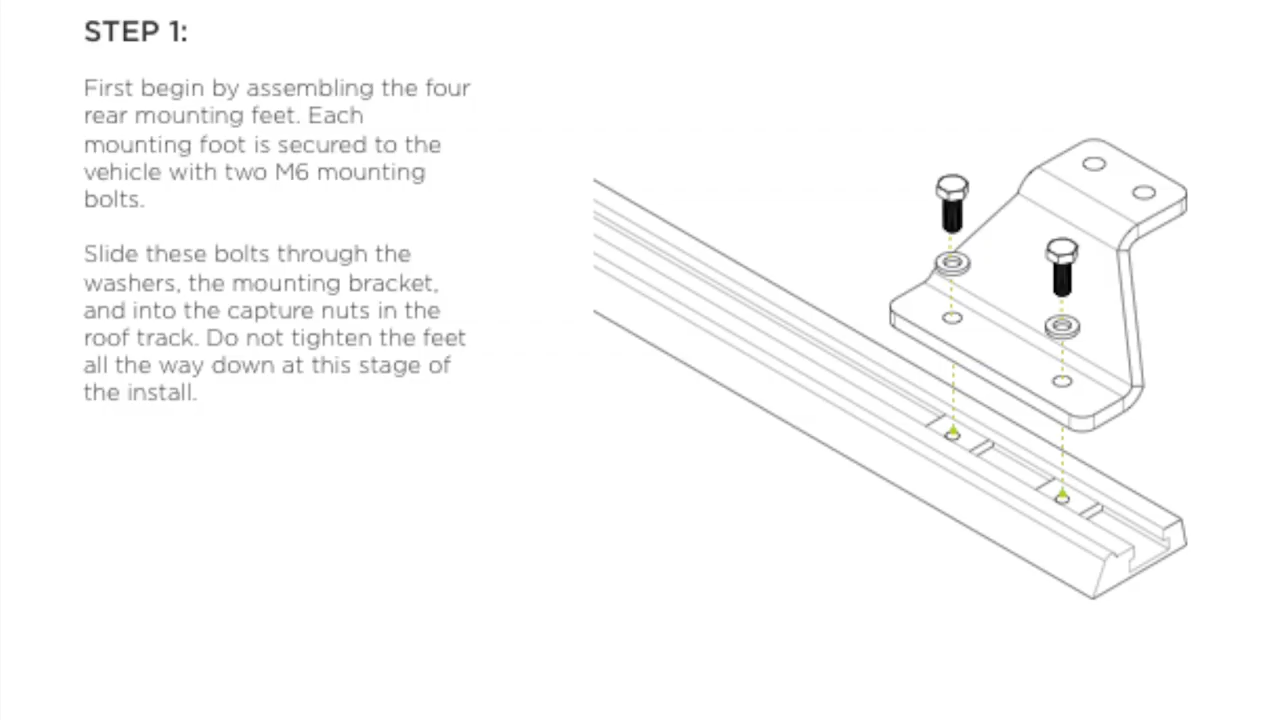 STEP 1:
First begin by assembling the four
rear mounting feet. Each
mounting foot is secured to the
vehicle with two M6 mounting
bolts.
Slide these bolts through the
washers, the mounting bracket,
and into the capture nuts in the
roof track. Do not tighten the feet
all the way down at this stage of
the install.